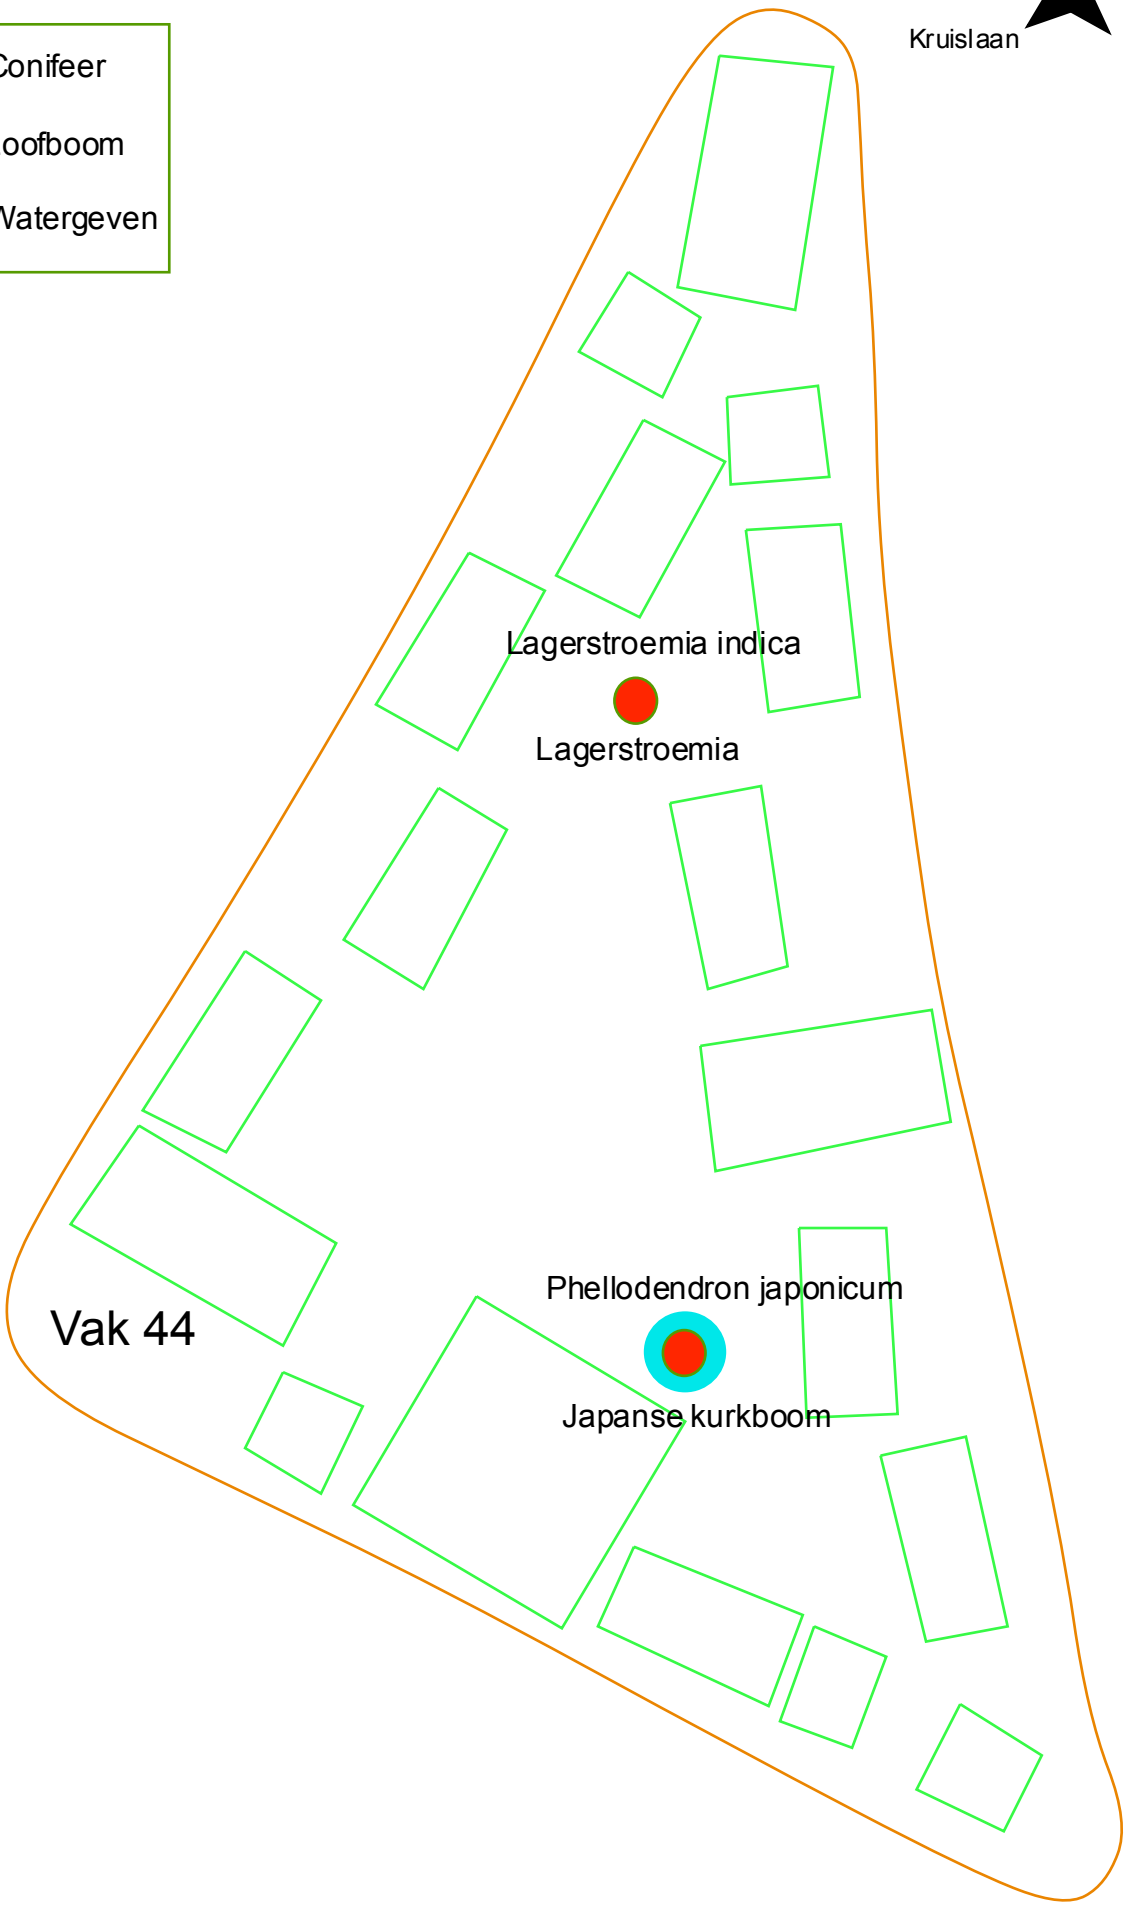 Kruislaan
Conifeer
oofboom
Watergeven
Lagerstroemia indica
Lagerstroemia
Phellodendron japonicum
Vak 44
Japanse kurkboom